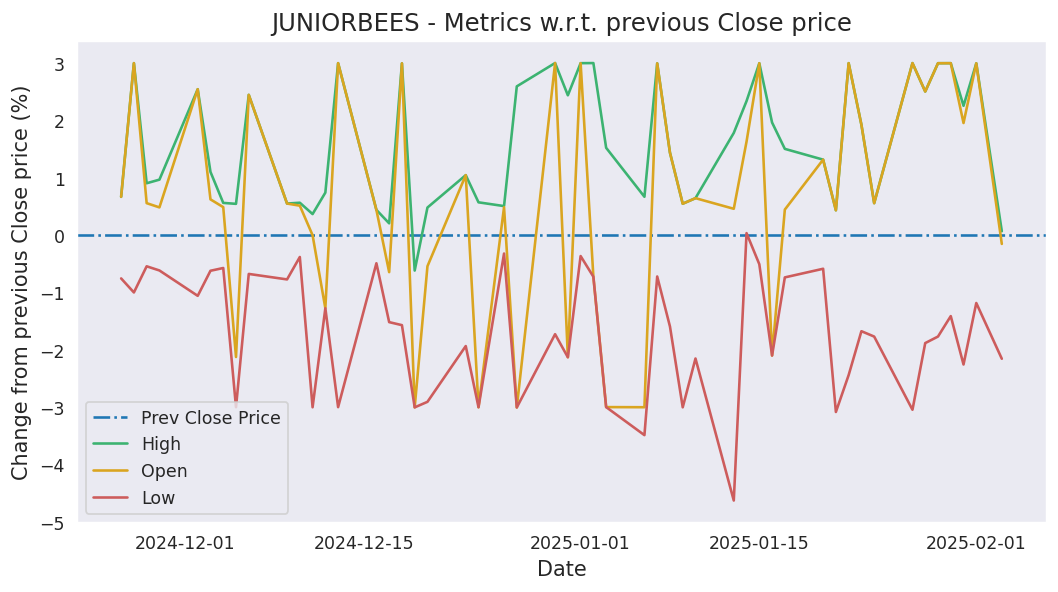 JUNIORBEES - Metrics w.r.t. previous Close price
Change from previous Close price (%)
3
2
1
0
−1
−2
−3
−4
−5
Prev Close Price
High
Open
Low
2024-12-01 2024-12-15 2025-01-01 2025-01-15 2025-02-01
Date